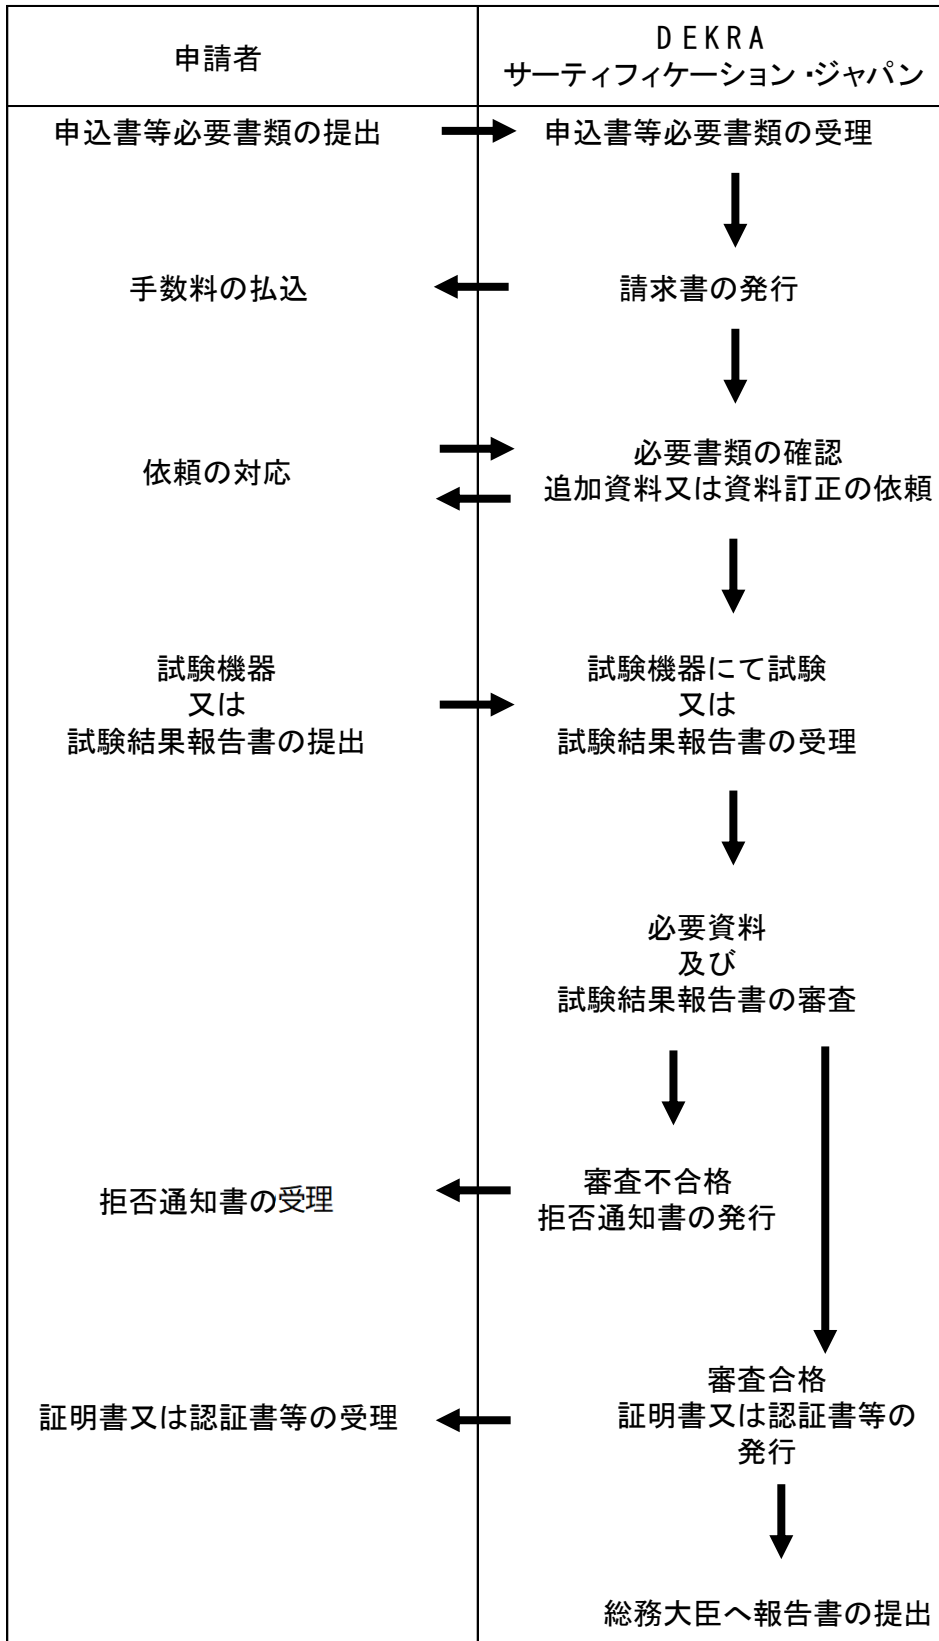 申請者
DEKRA
サーティフィケーション・ジャパン
申込書等必要書類の提出
申込書等必要書類の受理
手数料の払込
請求書の発行
依頼の対応
必要書類の確認
追加資料又は資料訂正の依頼
試験機器
又は
試験結果報告書の提出
試験機器にて試験
又は
試験結果報告書の受理
必要資料
及び
試験結果報告書の審査
拒否通知書の受理
審査不合格
拒否通知書の発行
証明書又は認証書等の受理
審査合格
証明書又は認証書等の
発行
総務大臣へ報告書の提出